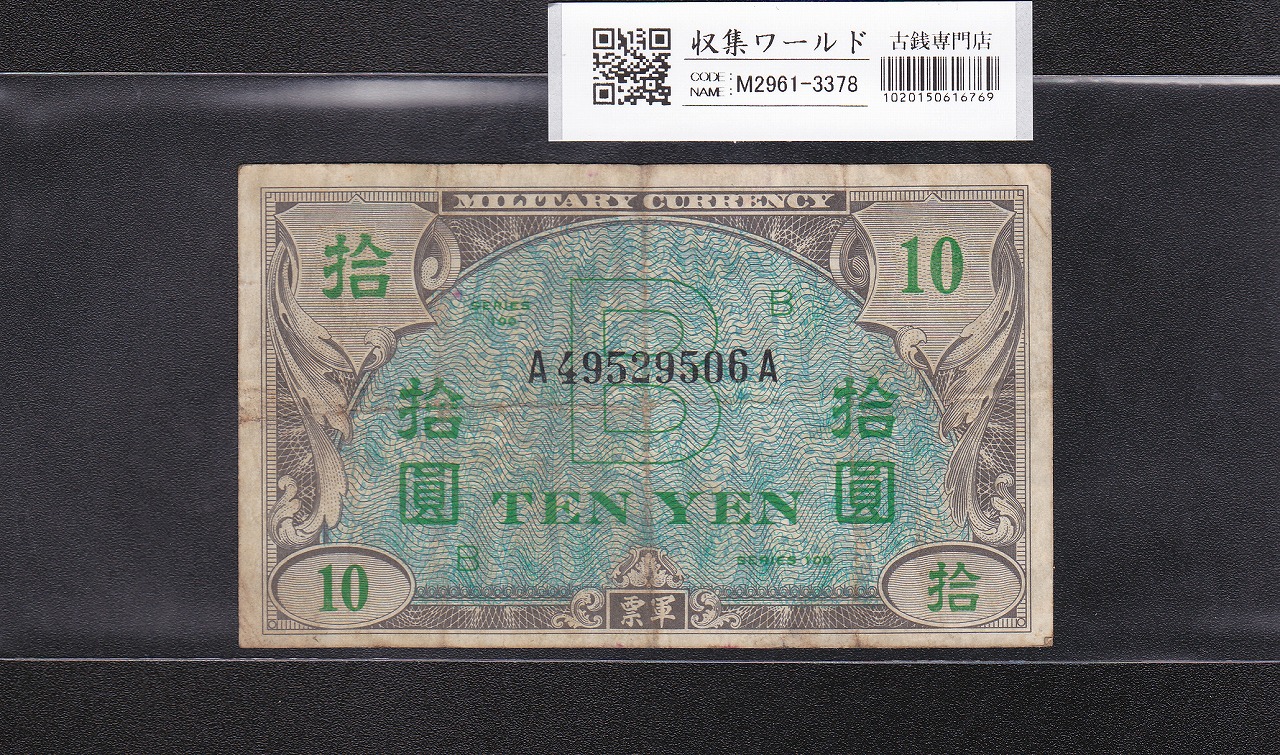 収集ワールド 古銭専門店
CODE:
NAME: M2961-3378
1020150616769
MILITARY CURRENCY
拾 10
SERIES
100
B
B
A49529506A
拾 拾
圓 TEN YEN 圓
B SERIES 100
10 拾
票軍